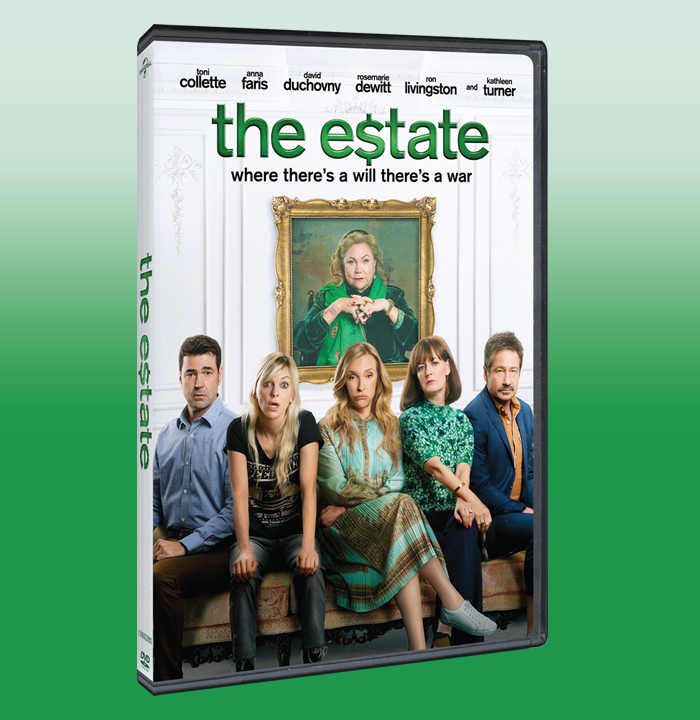 toni
collette
anna
faris
david
duchovny
rosemarie
dewitt
ron
livingston
and
kathleen
turner
the e$tate
where there's a will there's a war
the e$tate
DVD